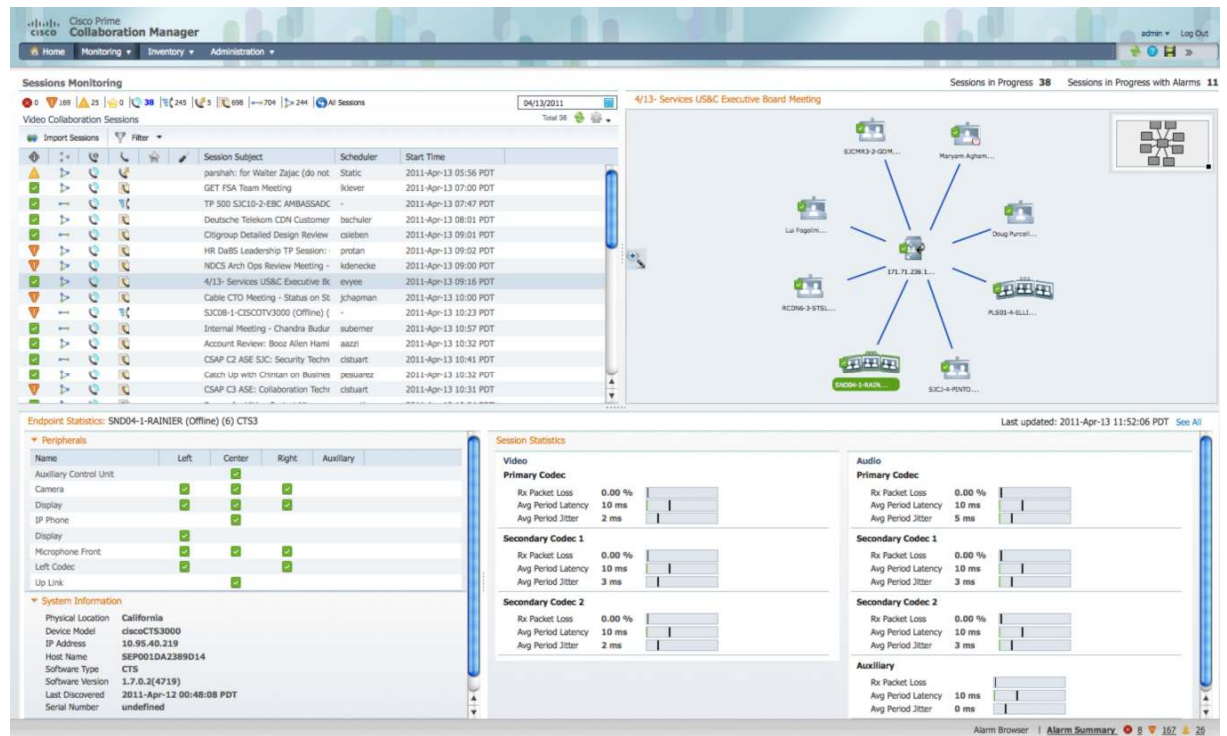 cisco Cisco Prime
Collaboration Manager
admin Log Out
Home Monitoring Inventory Administration
Sessions Monitoring
Sessions in Progress 38 Sessions in Progress with Alarms 11
0 169 25 0 38 245 5 698 704 244 All Sessions
04/13/2011
4/13- Services US&C Executive Board Meeting
Video Collaboration Sessions
Total 38
Import Sessions Filter
Session Subject Scheduler Start Time
parshah: for Walter Zajac (do not Static 2011-Apr-13 05:56 PDT
GET FSA Team Meeting lkiever 2011-Apr-13 07:00 PDT
TP 500 SJC10-2-EBC AMBASSADC - 2011-Apr-13 07:47 PDT
Deutsche Telekom CDN Customer bschuler 2011-Apr-13 08:01 PDT
Citigroup Detailed Design Review csieben 2011-Apr-13 09:01 PDT
HR DaBS Leadership TP Session: protan 2011-Apr-13 09:02 PDT
NDCS Arch Ops Review Meeting - kdenecke 2011-Apr-13 09:00 PDT
4/13- Services US&C Executive Bc evyee 2011-Apr-13 09:16 PDT
Cable CTO Meeting - Status on St jchapman 2011-Apr-13 10:00 PDT
SJC08-1-CISCOTV3000 (Offline) ( - 2011-Apr-13 10:23 PDT
Internal Meeting - Chandra Budur suberner 2011-Apr-13 10:57 PDT
Account Review: Booz Allen Hami aazzi 2011-Apr-13 10:32 PDT
CSAP C2 ASE SJC: Security Techn clstuart 2011-Apr-13 10:41 PDT
Catch Up with Chintan on Busines pesuarez 2011-Apr-13 10:32 PDT
CSAP C3 ASE: Collaboration Techr clstuart 2011-Apr-13 10:31 PDT
SJCMR3-2-GDM...
Maryam Agham...
Lui Fogolin...
Doug Purcell...
171.71.236.1...
RCDN6-3-STEL...
PLS01-4-ELLI...
SND04-1-RAIN...
SJCJ-4-PINTO...
Endpoint Statistics: SND04-1-RAINIER (Offline) (6) CTS3
Last updated: 2011-Apr-13 11:52:06 PDT See All
Peripherals
Name Left Center Right Auxiliary
Auxiliary Control Unit
Camera
Display
IP Phone
Display
Microphone Front
Left Codec
Up Link
System Information
Physical Location California
Device Model ciscoCTS3000
IP Address 10.95.40.219
Host Name SEP001DA2389D14
Software Type CTS
Software Version 1.7.0.2(4719)
Last Discovered 2011-Apr-12 00:48:08 PDT
Serial Number undefined
Session Statistics
Video
Primary Codec
Rx Packet Loss 0.00 %
Avg Period Latency 10 ms
Avg Period Jitter 2 ms
Secondary Codec 1
Rx Packet Loss 0.00 %
Avg Period Latency 10 ms
Avg Period Jitter 3 ms
Secondary Codec 2
Rx Packet Loss 0.00 %
Avg Period Latency 10 ms
Avg Period Jitter 2 ms
Audio
Primary Codec
Rx Packet Loss 0.00 %
Avg Period Latency 10 ms
Avg Period Jitter 5 ms
Secondary Codec 1
Rx Packet Loss 0.00 %
Avg Period Latency 10 ms
Avg Period Jitter 3 ms
Secondary Codec 2
Rx Packet Loss 0.00 %
Avg Period Latency 10 ms
Avg Period Jitter 3 ms
Auxiliary
Rx Packet Loss
Avg Period Latency 10 ms
Avg Period Jitter 0 ms
Alarm Browser | Alarm Summary 8 167 26